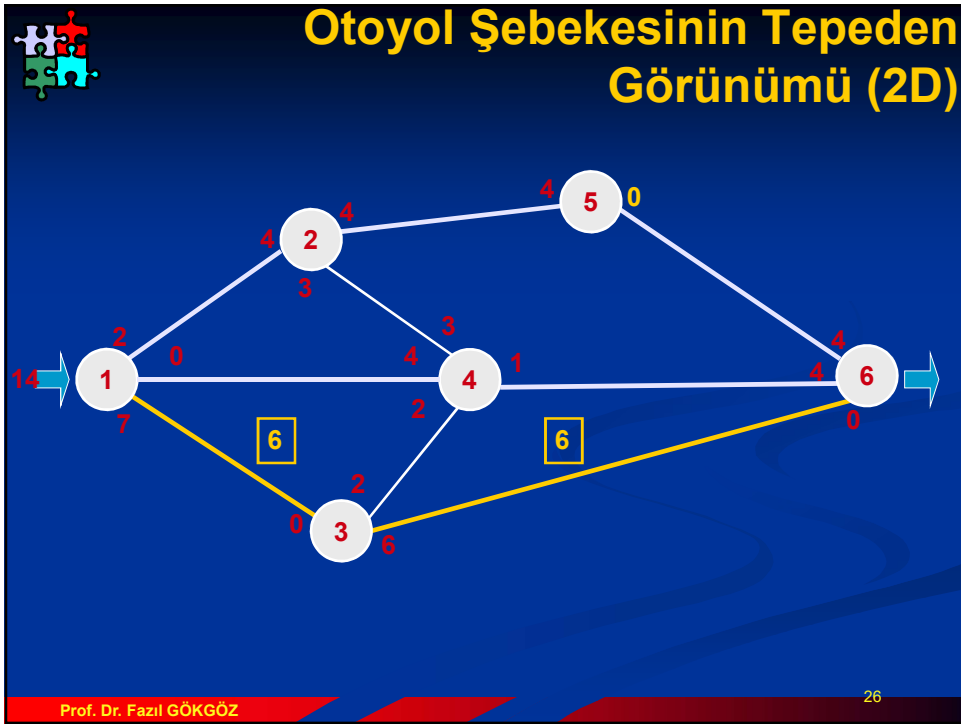 Otoyol Şebekesinin Tepeden
Görünümü (2D)
4 5 0
4
4 2
3
2 3 4
0 4 1
14 1 4 4 6
7 2 0
6 6
2
0 3 6
26
Prof. Dr. Fazıl GÖKGÖZ